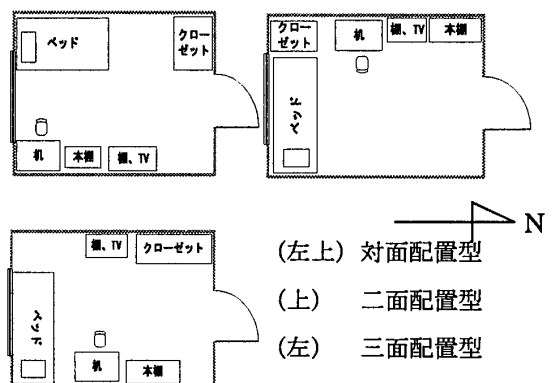 ベッド
クロー
ゼット
机
本棚
棚、TV
クロー
ゼット
机
棚、TV
本棚
ベッド
N
棚、TV
クローゼット
ベッド
机
本棚
(左上) 対面配置型
(上) 二面配置型
(左) 三面配置型